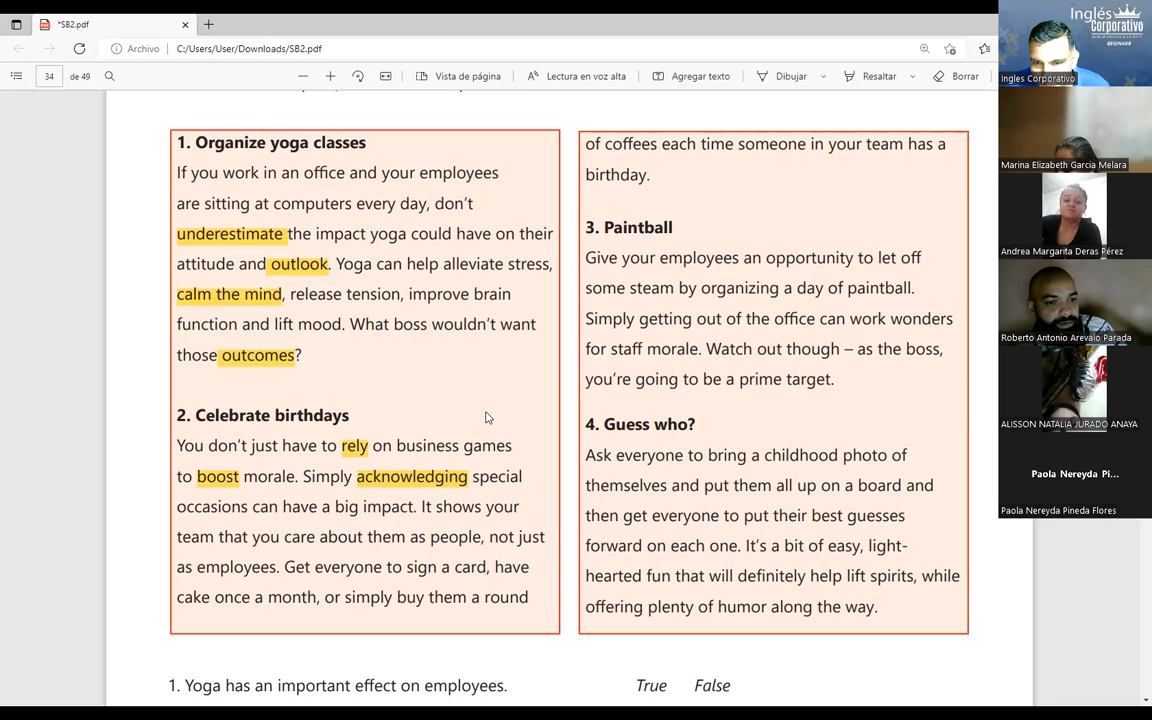 *SB2.pdf
Archivo
C:/Users/User/Downloads/SB2.pdf
34
de 49
Vista de página
Lectura en voz alta
Agregar texto
Dibujar
Resaltar
Borrar
1. Organize yoga classes
If you work in an office and your employees
are sitting at computers every day, don't
underestimate the impact yoga could have on their
attitude and outlook. Yoga can help alleviate stress,
calm the mind, release tension, improve brain
function and lift mood. What boss wouldn't want
those outcomes?
2. Celebrate birthdays
You don't just have to rely on business games
to boost morale. Simply acknowledging special
occasions can have a big impact. It shows your
team that you care about them as people, not just
as employees. Get everyone to sign a card, have
cake once a month, or simply buy them a round
of coffees each time someone in your team has a
birthday.
3. Paintball
Give your employees an opportunity to let off
some steam by organizing a day of paintball.
Simply getting out of the office can work wonders
for staff morale. Watch out though – as the boss,
you're going to be a prime target.
4. Guess who?
Ask everyone to bring a childhood photo of
themselves and put them all up on a board and
then get everyone to put their best guesses
forward on each one. It's a bit of easy, light-
hearted fun that will definitely help lift spirits, while
offering plenty of humor along the way.
1. Yoga has an important effect on employees.
True False
Inglés
Corporativo
BEGINNER
Ingles Corporativo
Marina Elizabeth Garcia Melara
Andrea Margarita Deras Pérez
Roberto Antonio Arevalo Parada
ALISSON NATALIA JURADO ANAYA
Paola Nereyda Pi...
Paola Nereyda Pineda Flores